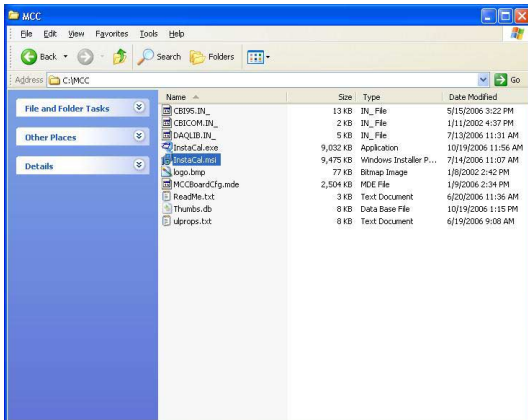 MCC
File Edit View Favorites Tools Help
Back Search Folders
Address C:\MCC Go
File and Folder Tasks
Other Places
Details
Name Size Type Date Modified
CBI95.IN_ 13 KB IN_ File 5/15/2006 3:22 PM
CBICOM.IN_ 2 KB IN_ File 1/11/2002 4:37 PM
DAQLIB.IN_ 5 KB IN_ File 7/13/2006 11:31 AM
InstaCal.exe 9,032 KB Application 10/19/2006 11:56 AM
InstaCal.msi 9,475 KB Windows Installer P... 7/14/2006 11:07 AM
logo.bmp 77 KB Bitmap Image 1/8/2002 2:42 PM
MCCBoardCfg.mde 2,504 KB MDE File 1/9/2006 2:34 PM
ReadMe.txt 3 KB Text Document 6/20/2006 11:36 AM
Thumbs.db 8 KB Data Base File 10/19/2006 1:15 PM
ulprops.txt 8 KB Text Document 6/19/2006 9:08 AM